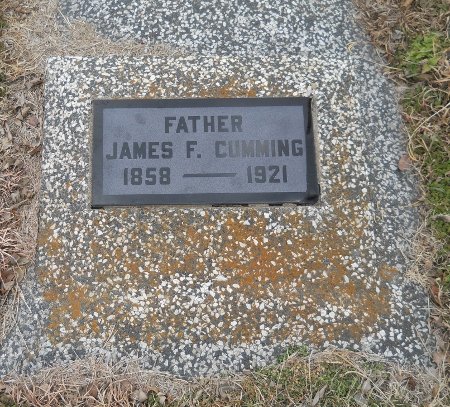 FATHER
JAMES F. CUMMING
1858 — 1921